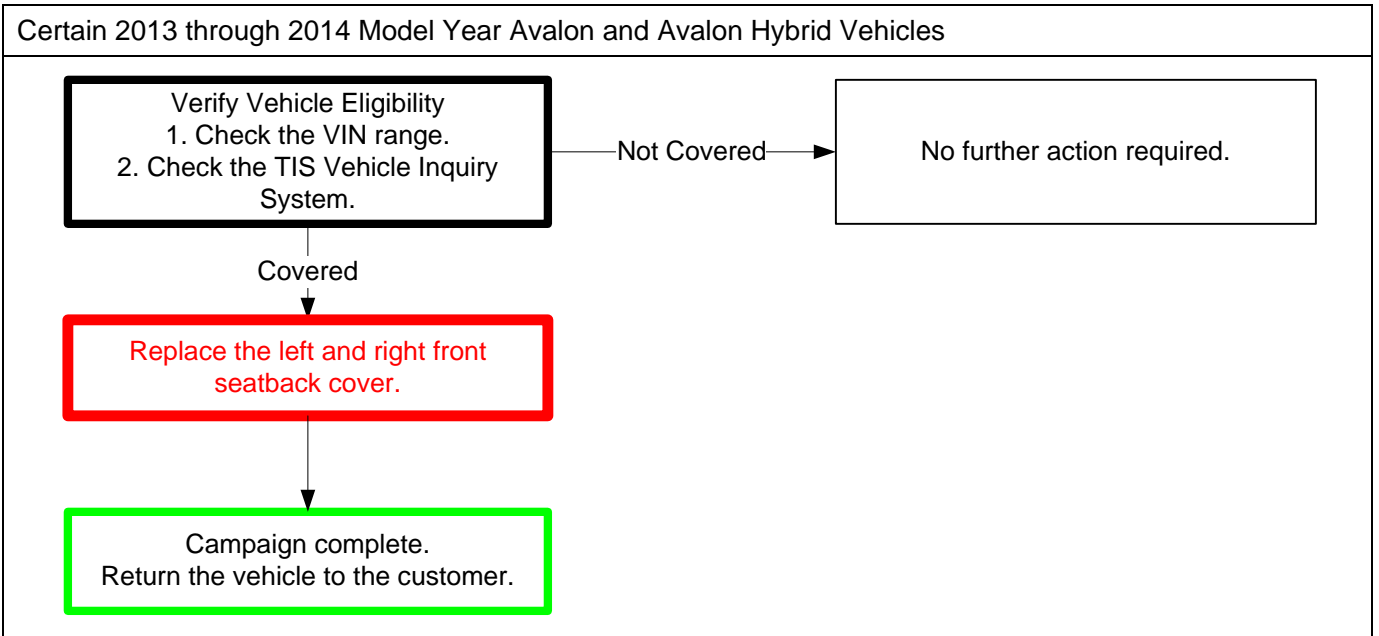 Certain 2013 through 2014 Model Year Avalon and Avalon Hybrid Vehicles
Verify Vehicle Eligibility
1. Check the VIN range.
2. Check the TIS Vehicle Inquiry
System.
Not Covered
No further action required.
Covered
Replace the left and right front
seatback cover.
Campaign complete.
Return the vehicle to the customer.